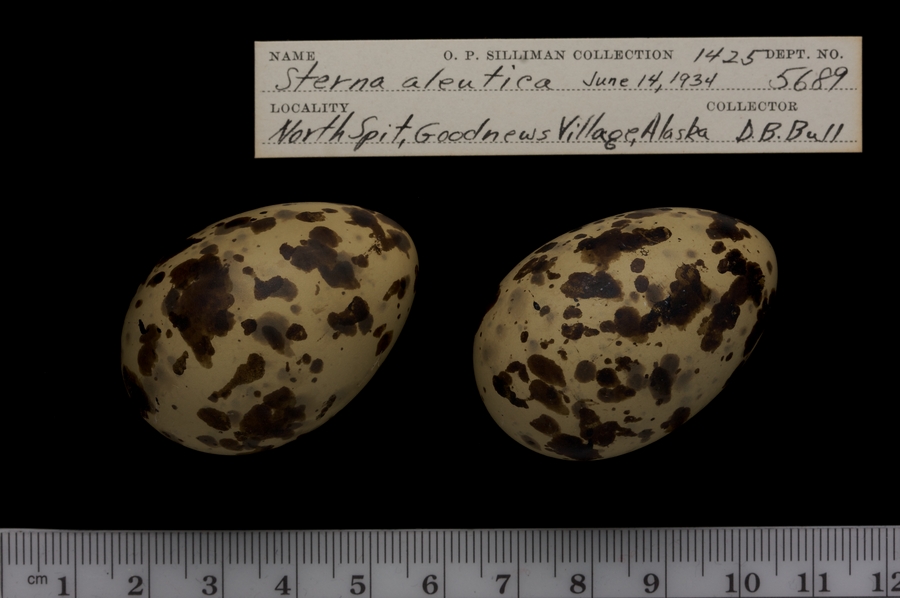 NAME O. P. SILLIMAN COLLECTION 1425 DEPT. NO.
Sterna aleutica June 14, 1934 5689
LOCALITY COLLECTOR
North Spit, Goodnews Village, Alaska D.B. Bull
cm 1 2 3 4 5 6 7 8 9 10 11 12